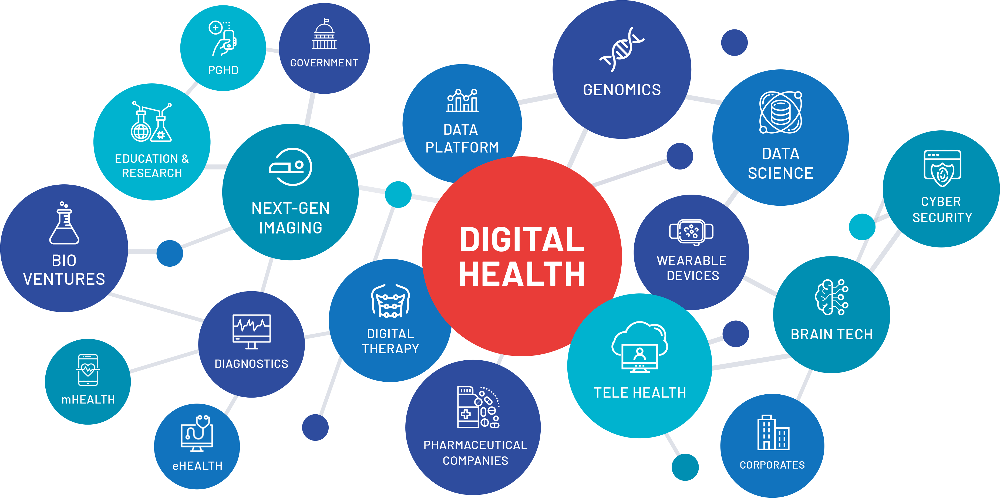 PGHD
GOVERNMENT
GENOMICS
DATA
PLATFORM
DATA
SCIENCE
EDUCATION &
RESEARCH
NEXT-GEN
IMAGING
CYBER
SECURITY
BIO
VENTURES
DIGITAL
HEALTH
WEARABLE
DEVICES
DIGITAL
THERAPY
BRAIN TECH
DIAGNOSTICS
TELE HEALTH
mHEALTH
eHEALTH
PHARMACEUTICAL
COMPANIES
CORPORATES